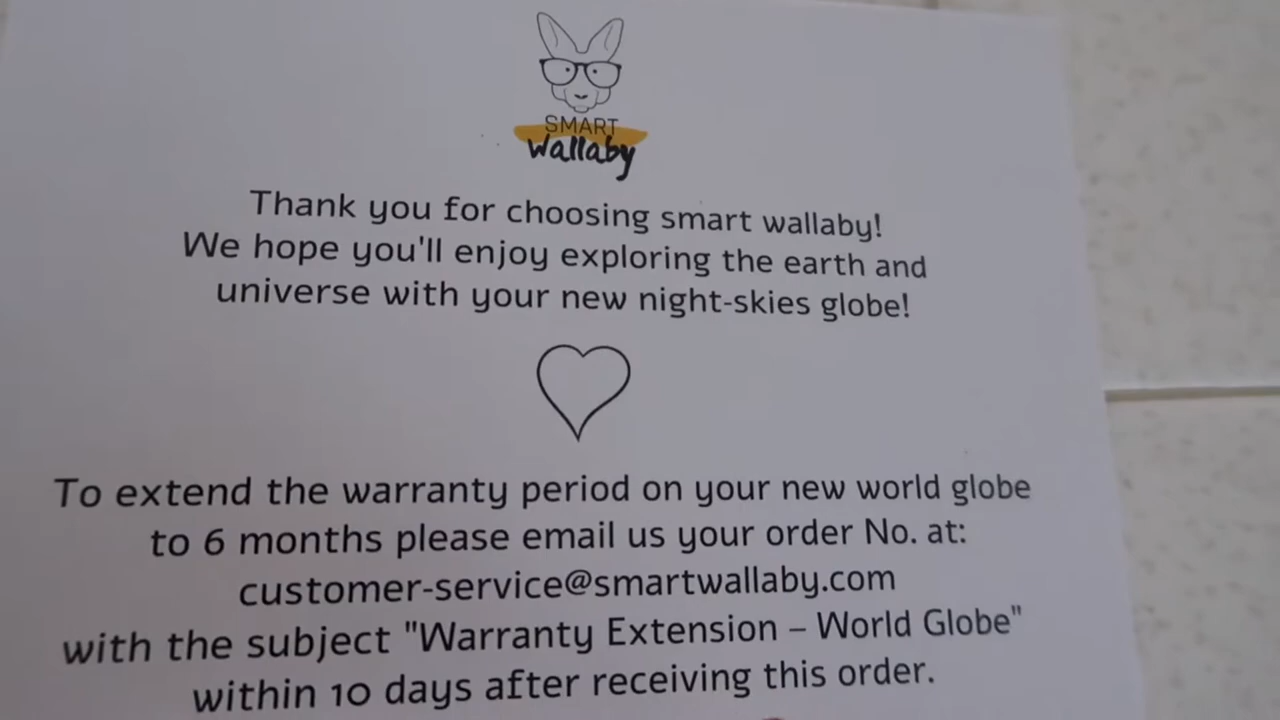 SMART
wallaby
Thank you for choosing smart wallaby!
We hope you'll enjoy exploring the earth and
universe with your new night-skies globe!
To extend the warranty period on your new world globe
to 6 months please email us your order No. at:
customer-service@smartwallaby.com
with the subject "Warranty Extension – World Globe"
within 10 days after receiving this order.